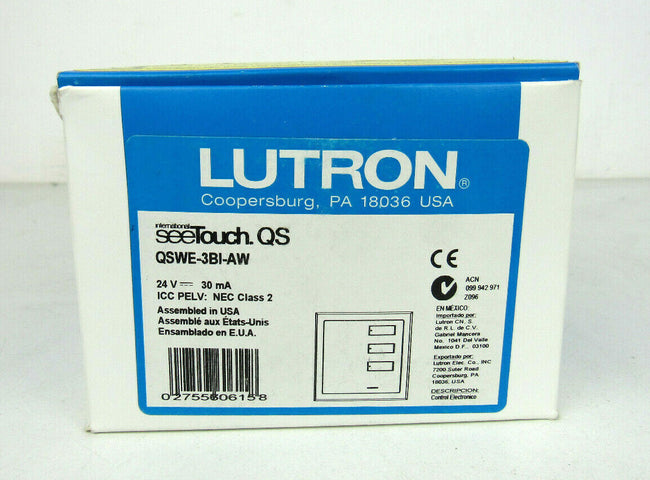 LUTRON®
Coopersburg, PA 18036 USA
international
seeTouch. QS
QSWE-3BI-AW
24 V 30 mA
ICC PELV: NEC Class 2
Assembled in USA
Assemblé aux États-Unis
Ensamblado en E.U.A.
CE
ACN
099 942 971
Z096
EN MÉXICO:
Importado por:
Lutron CN, S.
de R.L. de C.V.
Gabriel Mancera
No. 1041 Del Valle
Mexico D.F., 03100
Exportado por:
Lutron Elec. Co., INC
7200 Suter Road
Coopersburg, PA
18036, USA
DESCRIPCION:
Control Electronico